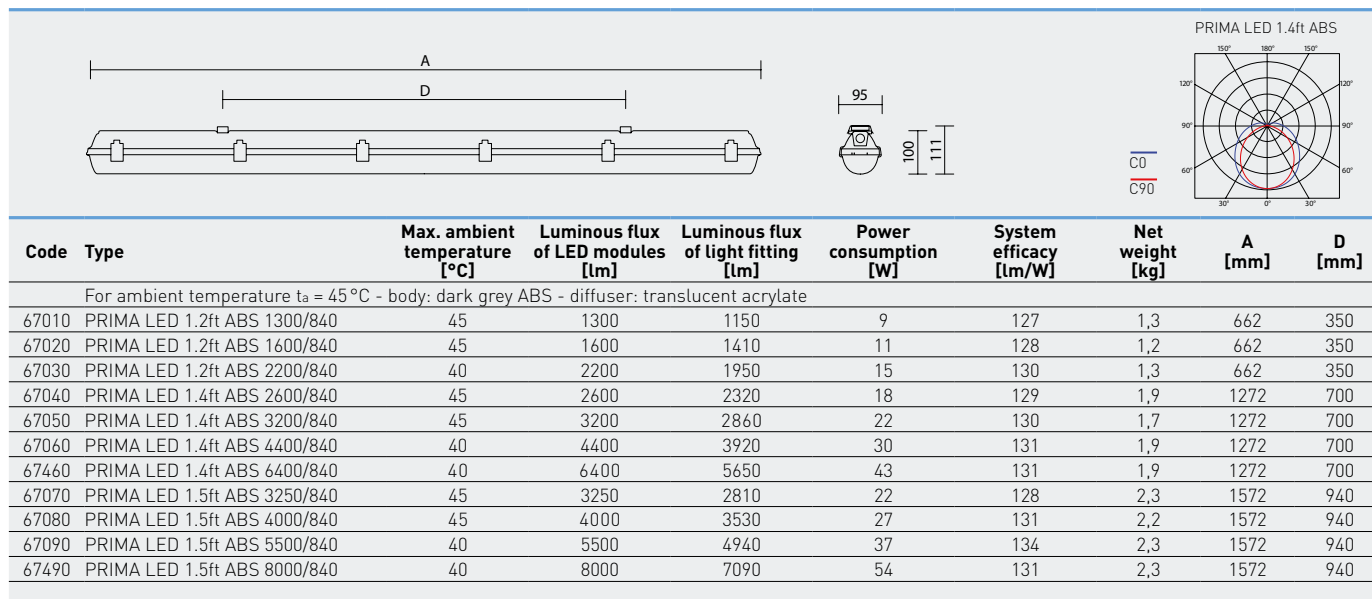 PRIMA LED 1.4ft ABS
150° 180° 150°
120° 120°
90° 90°
60° 60°
30° 0° 30°
C0
C90
A
D
95
100
111
Code Type Max. ambient temperature [°C] Luminous flux of LED modules [lm] Luminous flux of light fitting [lm] Power consumption [W] System efficacy [lm/W] Net weight [kg] A [mm] D [mm]
For ambient temperature ta = 45°C - body: dark grey ABS - diffuser: translucent acrylate
67010 PRIMA LED 1.2ft ABS 1300/840 45 1300 1150 9 127 1,3 662 350
67020 PRIMA LED 1.2ft ABS 1600/840 45 1600 1410 11 128 1,2 662 350
67030 PRIMA LED 1.2ft ABS 2200/840 40 2200 1950 15 130 1,3 662 350
67040 PRIMA LED 1.4ft ABS 2600/840 45 2600 2320 18 129 1,9 1272 700
67050 PRIMA LED 1.4ft ABS 3200/840 45 3200 2860 22 130 1,7 1272 700
67060 PRIMA LED 1.4ft ABS 4400/840 40 4400 3920 30 131 1,9 1272 700
67460 PRIMA LED 1.4ft ABS 6400/840 40 6400 5650 43 131 1,9 1272 700
67070 PRIMA LED 1.5ft ABS 3250/840 45 3250 2810 22 128 2,3 1572 940
67080 PRIMA LED 1.5ft ABS 4000/840 45 4000 3530 27 131 2,2 1572 940
67090 PRIMA LED 1.5ft ABS 5500/840 40 5500 4940 37 134 2,3 1572 940
67490 PRIMA LED 1.5ft ABS 8000/840 40 8000 7090 54 131 2,3 1572 940